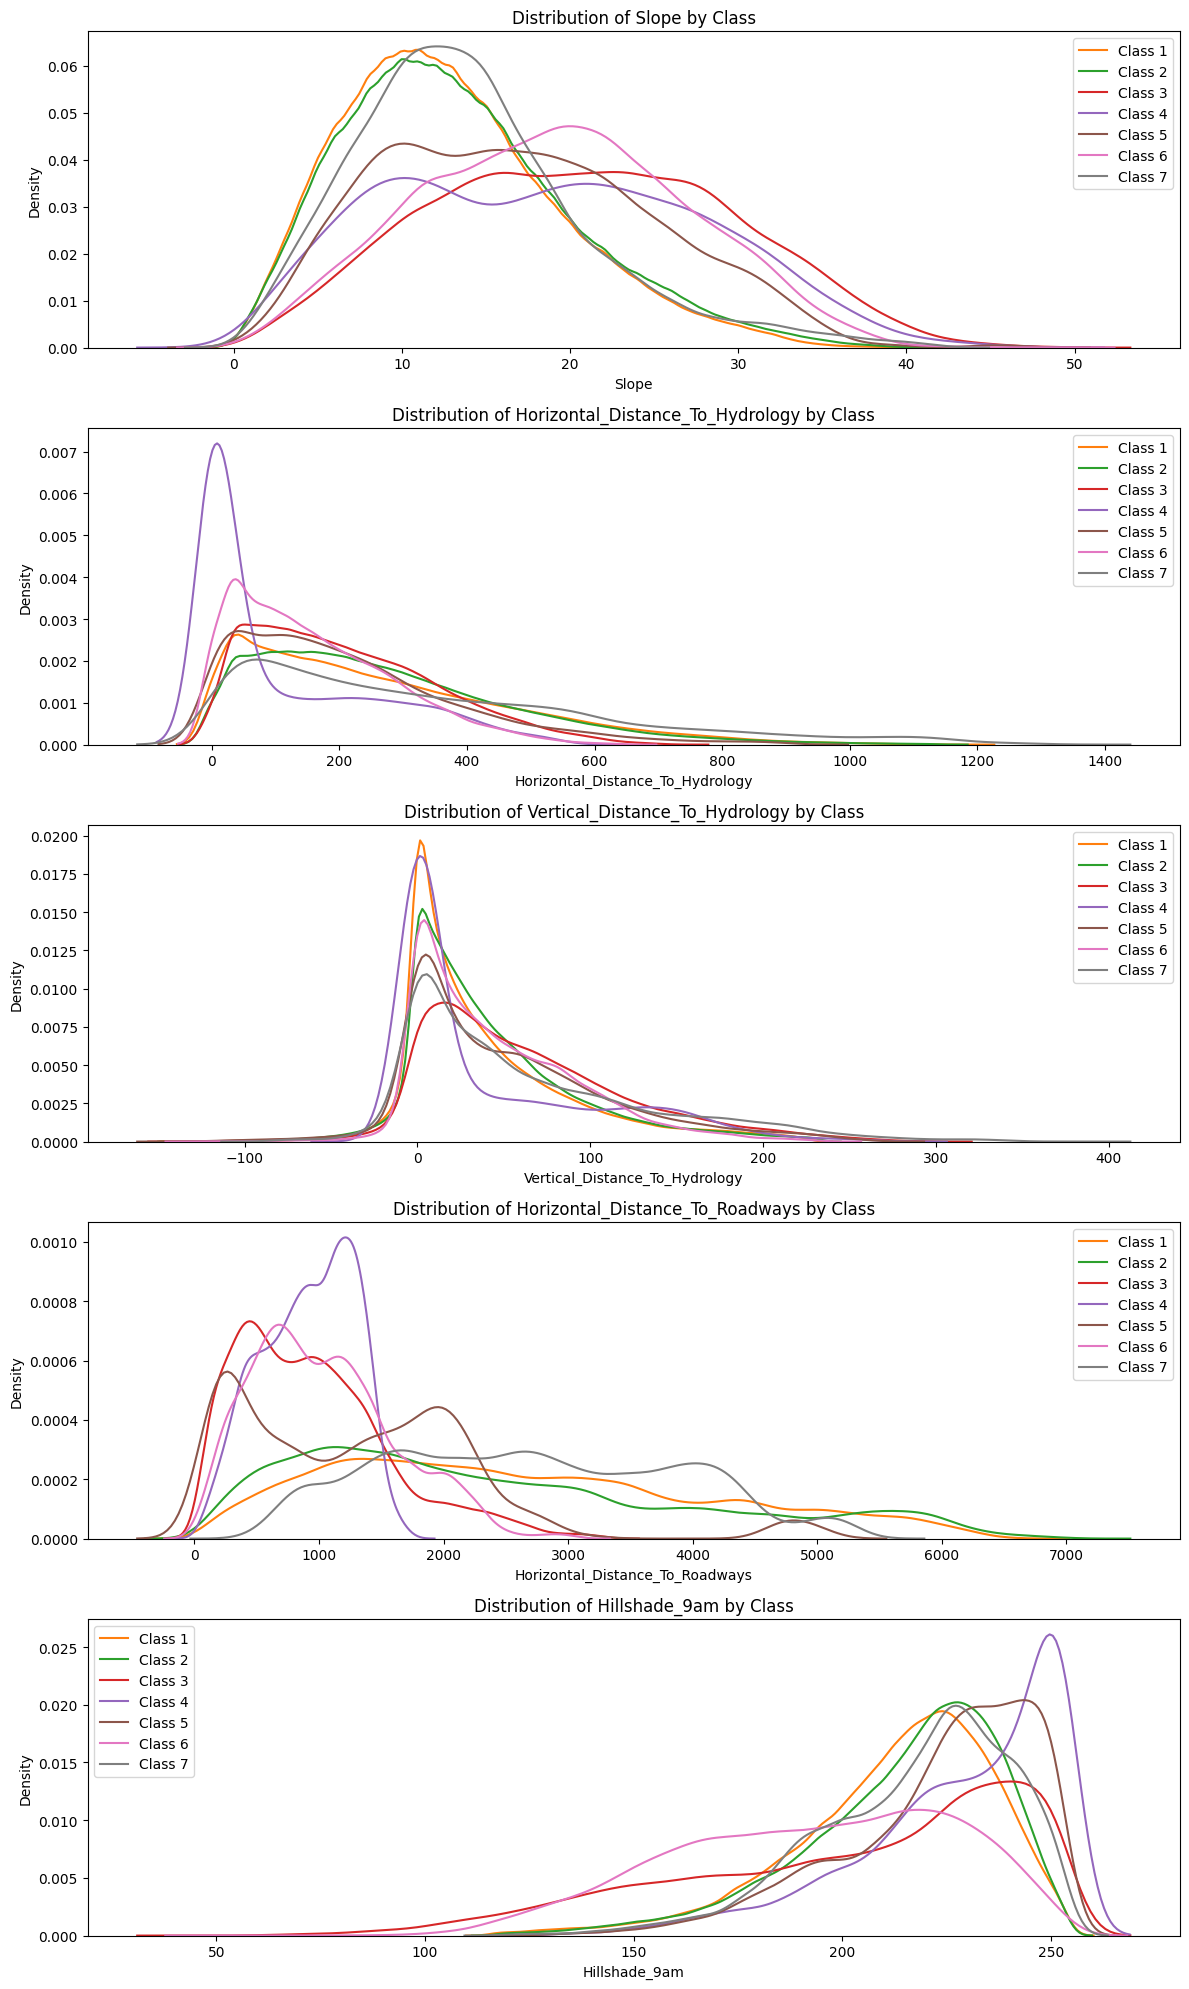 Distribution of Slope by Class
Density
0.06
0.05
0.04
0.03
0.02
0.01
0.00
Class 1
Class 2
Class 3
Class 4
Class 5
Class 6
Class 7
0 10 20 30 40 50
Slope
Distribution of Horizontal_Distance_To_Hydrology by Class
Density
0.007
0.006
0.005
0.004
0.003
0.002
0.001
0.000
Class 1
Class 2
Class 3
Class 4
Class 5
Class 6
Class 7
0 200 400 600 800 1000 1200 1400
Horizontal_Distance_To_Hydrology
Distribution of Vertical_Distance_To_Hydrology by Class
Density
0.0200
0.0175
0.0150
0.0125
0.0100
0.0075
0.0050
0.0025
0.0000
Class 1
Class 2
Class 3
Class 4
Class 5
Class 6
Class 7
−100 0 100 200 300 400
Vertical_Distance_To_Hydrology
Distribution of Horizontal_Distance_To_Roadways by Class
Density
0.0010
0.0008
0.0006
0.0004
0.0002
0.0000
Class 1
Class 2
Class 3
Class 4
Class 5
Class 6
Class 7
0 1000 2000 3000 4000 5000 6000 7000
Horizontal_Distance_To_Roadways
Distribution of Hillshade_9am by Class
Density
0.025
0.020
0.015
0.010
0.005
0.000
Class 1
Class 2
Class 3
Class 4
Class 5
Class 6
Class 7
50 100 150 200 250
Hillshade_9am